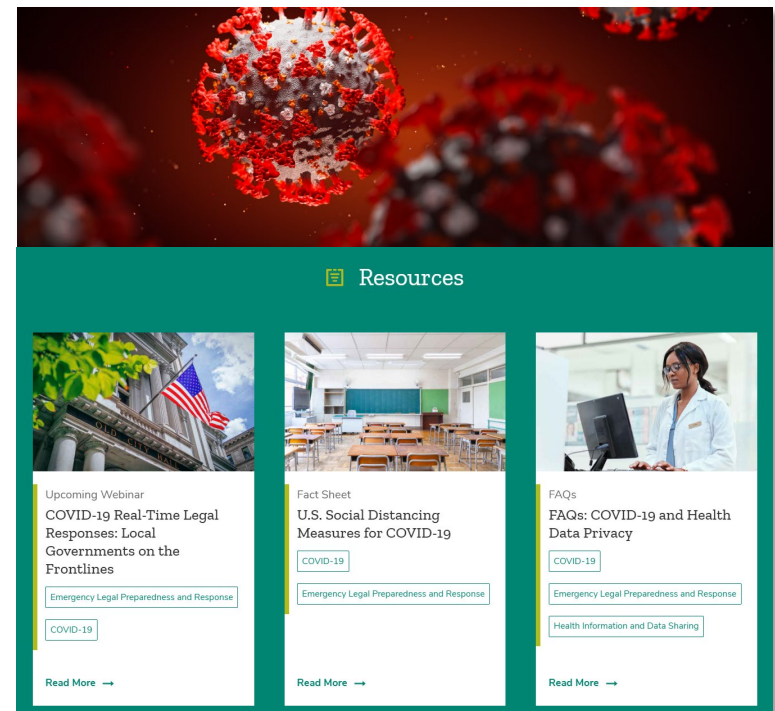 Resources
OLD CITY HALL
Upcoming Webinar
COVID-19 Real-Time Legal
Responses: Local
Governments on the
Frontlines
Emergency Legal Preparedness and Response
COVID-19
Read More →
Fact Sheet
U.S. Social Distancing
Measures for COVID-19
COVID-19
Emergency Legal Preparedness and Response
Read More →
FAQs
FAQs: COVID-19 and Health
Data Privacy
COVID-19
Emergency Legal Preparedness and Response
Health Information and Data Sharing
Read More →